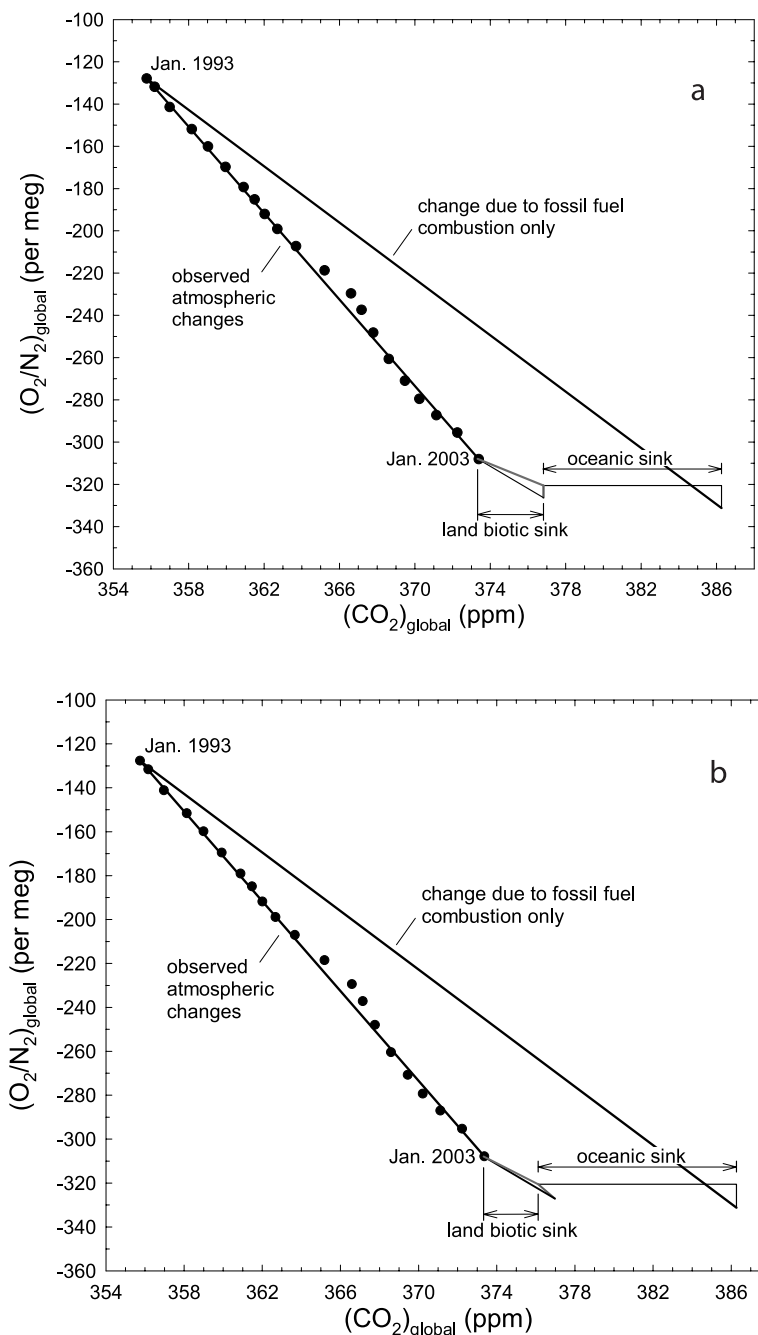 -100
-120
-140
-160
-180
-200
-220
-240
-260
-280
-300
-320
-340
-360
(O₂/N₂)global (per meg)
Jan. 1993
a
change due to fossil fuel
combustion only
observed
atmospheric
changes
Jan. 2003
oceanic sink
land biotic sink
354 358 362 366 370 374 378 382 386
(CO₂)global (ppm)
-100
-120
-140
-160
-180
-200
-220
-240
-260
-280
-300
-320
-340
-360
(O₂/N₂)global (per meg)
Jan. 1993
b
change due to fossil fuel
combustion only
observed
atmospheric
changes
Jan. 2003
oceanic sink
land biotic sink
354 358 362 366 370 374 378 382 386
(CO₂)global (ppm)